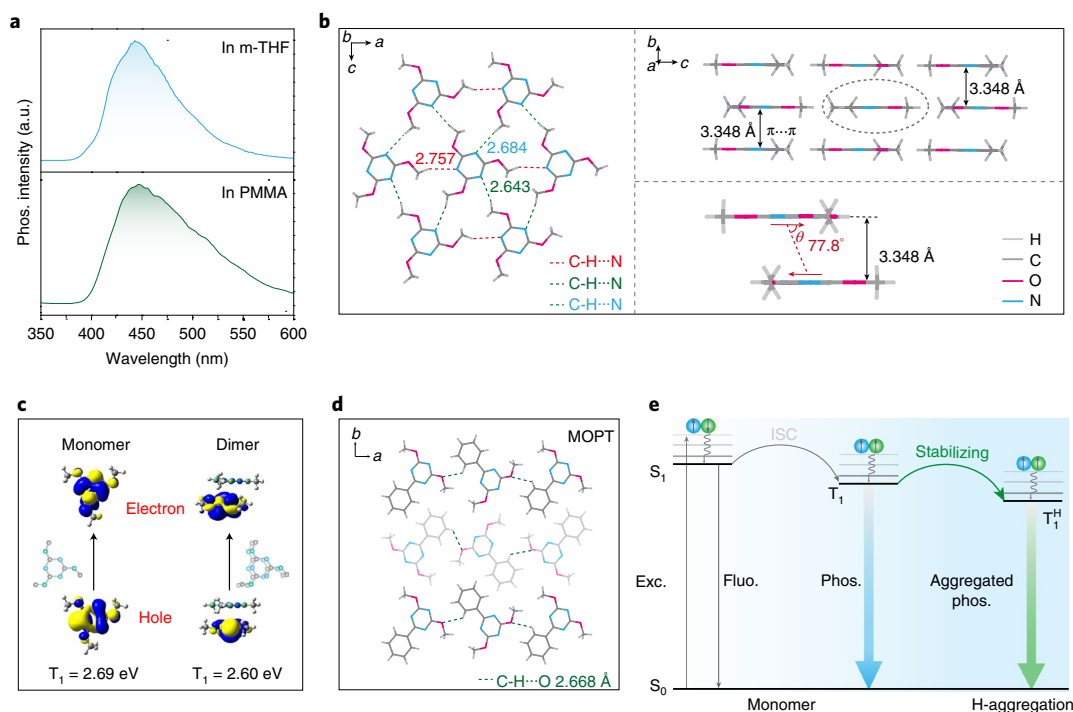 a
Phos. intensity (a.u.)
In m-THF
In PMMA
350 400 450 500 550 600
Wavelength (nm)
b
b a
c
2.757
2.684
2.643
C-H···N
C-H···N
C-H···N
b
a c
3.348 Å
3.348 Å π···π
θ
77.8°
3.348 Å
H
C
O
N
c
Monomer Dimer
Electron
Hole
T1 = 2.69 eV T1 = 2.60 eV
d
b
a
MOPT
C-H···O 2.668 Å
e
ISC
Stabilizing
S1
T1
T1H
Exc.
Fluo.
Phos.
Aggregated
phos.
S0
Monomer H-aggregation